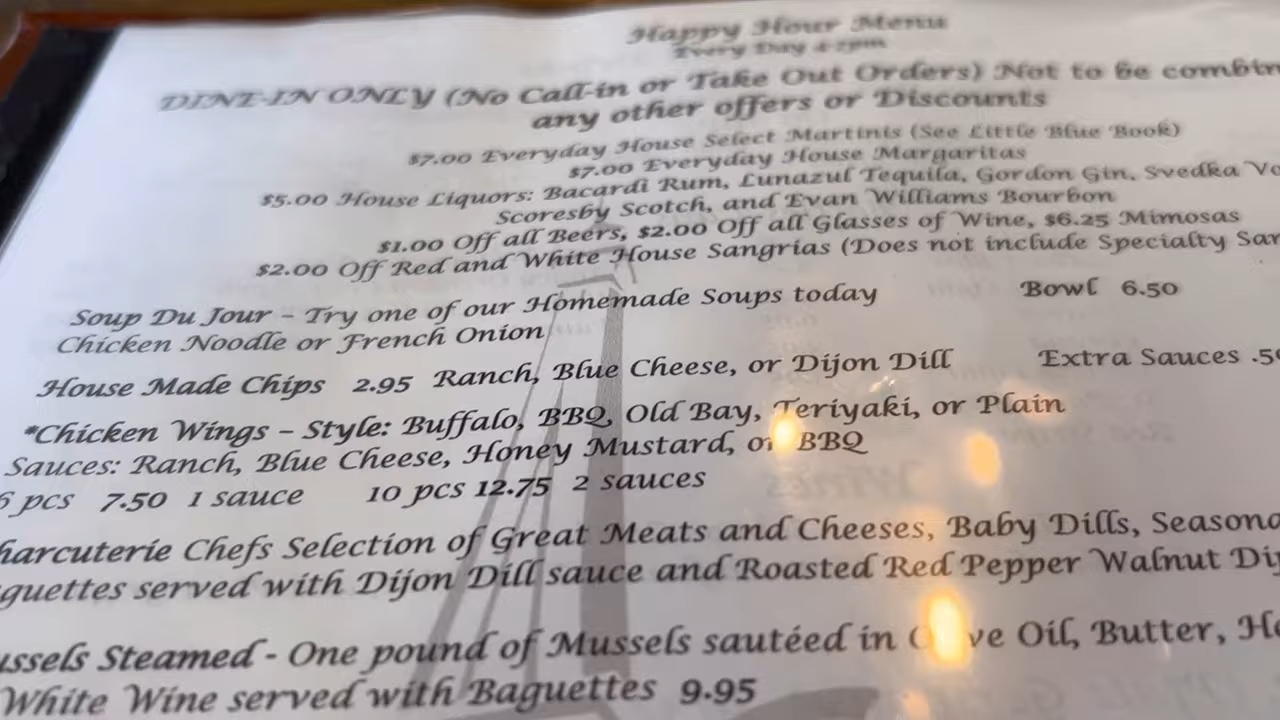 Happy Hour Menu
Every Day 4-7pm
DINE-IN ONLY (No Call-in or Take Out Orders) Not to be combin
any other offers or Discounts
$7.00 Everyday House Select Martinis (See Little Blue Book)
$7.00 Everyday House Margaritas
$5.00 House Liquors: Bacardi Rum, Lunazul Tequila, Gordon Gin, Svedka Vo
Scoresby Scotch, and Evan Williams Bourbon
$1.00 Off all Beers, $2.00 Off all Glasses of Wine, $6.25 Mimosas
$2.00 Off Red and White House Sangrias (Does not include Specialty San
Soup Du Jour – Try one of our Homemade Soups today Bowl 6.50
Chicken Noodle or French Onion
House Made Chips 2.95 Ranch, Blue Cheese, or Dijon Dill Extra Sauces .50
*Chicken Wings – Style: Buffalo, BBQ, Old Bay, Teriyaki, or Plain
Sauces: Ranch, Blue Cheese, Honey Mustard, or BBQ
6 pcs 7.50 1 sauce 10 pcs 12.75 2 sauces
harcuterie Chefs Selection of Great Meats and Cheeses, Baby Dills, Seasona
guettes served with Dijon Dill sauce and Roasted Red Pepper Walnut Dip
ussels Steamed - One pound of Mussels sautéed in Olive Oil, Butter, He
White Wine served with Baguettes 9.95